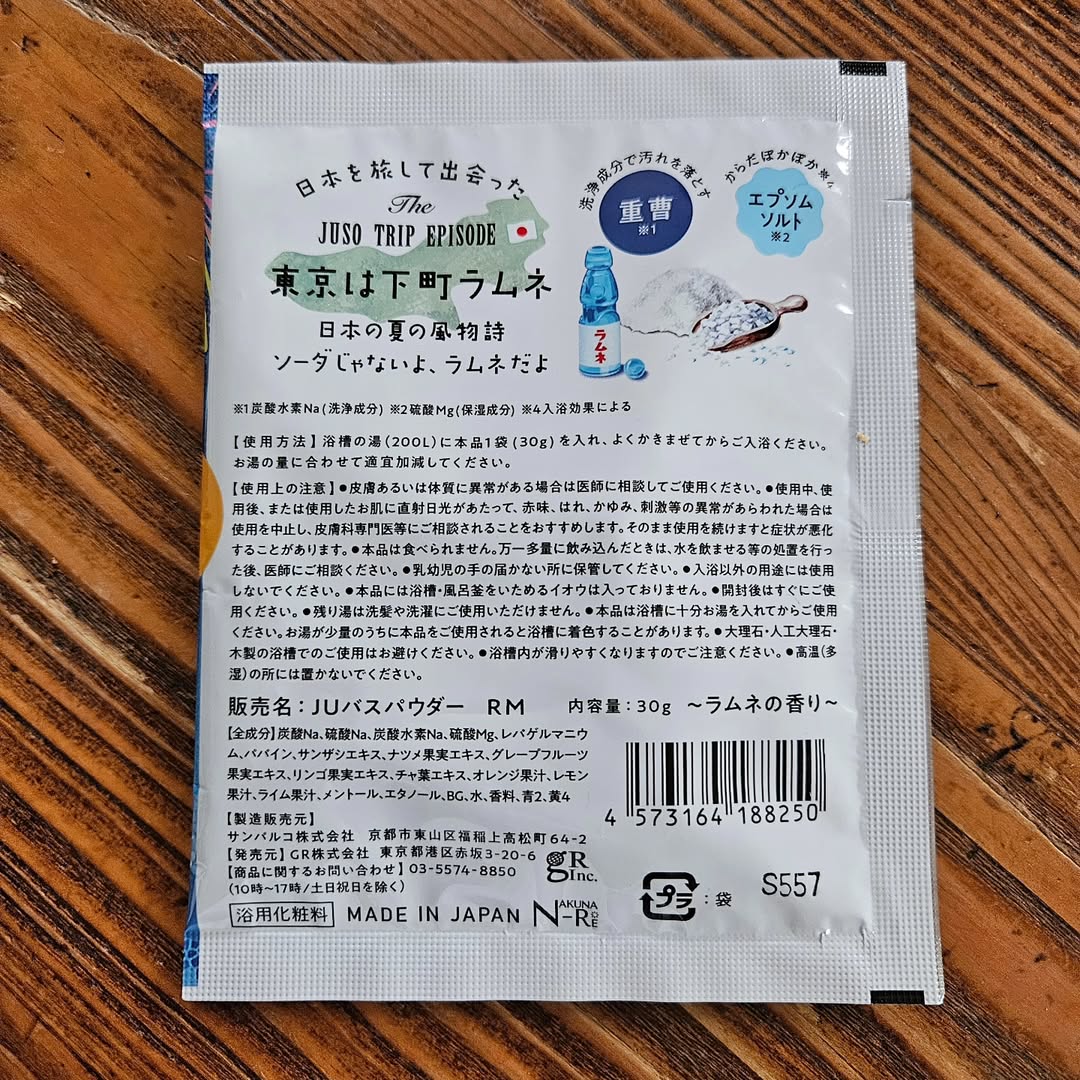 日本を旅して出会った
The
JUSO TRIP EPISODE
東京は下町ラムネ
日本の夏の風物詩
ソーダじゃないよ、ラムネだよ
洗浄成分で汚れを落とす
重曹
※1
からだぽかぽか※4
エプソム
ソルト
※2
ラムネ
※1炭酸水素Na(洗浄成分) ※2硫酸Mg(保湿成分) ※4入浴効果による
【使用方法】浴槽の湯(200L)に本品1袋(30g)を入れ、よくかきまぜてからご入浴ください。
お湯の量に合わせて適宜加減してください。
【使用上の注意】●皮膚あるいは体質に異常がある場合は医師に相談してご使用ください。●使用中、使
用後、または使用したお肌に直射日光があたって、赤味、はれ、かゆみ、刺激等の異常があらわれた場合は
使用を中止し、皮膚科専門医等にご相談されることをおすすめします。そのまま使用を続けますと症状が悪化
することがあります。●本品は食べられません。万一多量に飲み込んだときは、水を飲ませる等の処置を行っ
た後、医師にご相談ください。●乳幼児の手の届かない所に保管してください。●入浴以外の用途には使用
しないでください。●本品には浴槽・風呂釜をいためるイオウは入っておりません。●開封後はすぐにご使
用ください。●残り湯は洗髪や洗濯にご使用いただけません。●本品は浴槽に十分お湯を入れてからご使用
ください。お湯が少量のうちに本品をご使用されると浴槽に着色することがあります。●大理石・人工大理石・
木製の浴槽でのご使用はお避けください。●浴槽内が滑りやすくなりますのでご注意ください。●高温(多
湿)の所には置かないでください。
販売名:JUバスパウダー RM 内容量:30g ～ラムネの香り～
【全成分】炭酸Na、硫酸Na、炭酸水素Na、硫酸Mg、レバゲルマニウ
ム、パパイン、サンザシエキス、ナツメ果実エキス、グレープフルーツ
果実エキス、リンゴ果実エキス、チャ葉エキス、オレンジ果汁、レモン
果汁、ライム果汁、メントール、エタノール、BG、水、香料、青2、黄4
4 573164 188250
【製造販売元】
サンパルコ株式会社 京都市東山区福稲上高松町64-2
【発売元】GR株式会社 東京都港区赤坂3-20-6
【商品に関するお問い合わせ】03-5574-8850
(10時～17時/土日祝日を除く)
gR
Inc.
浴用化粧料 MADE IN JAPAN
NAKUNA-RE
プラ :袋
S557